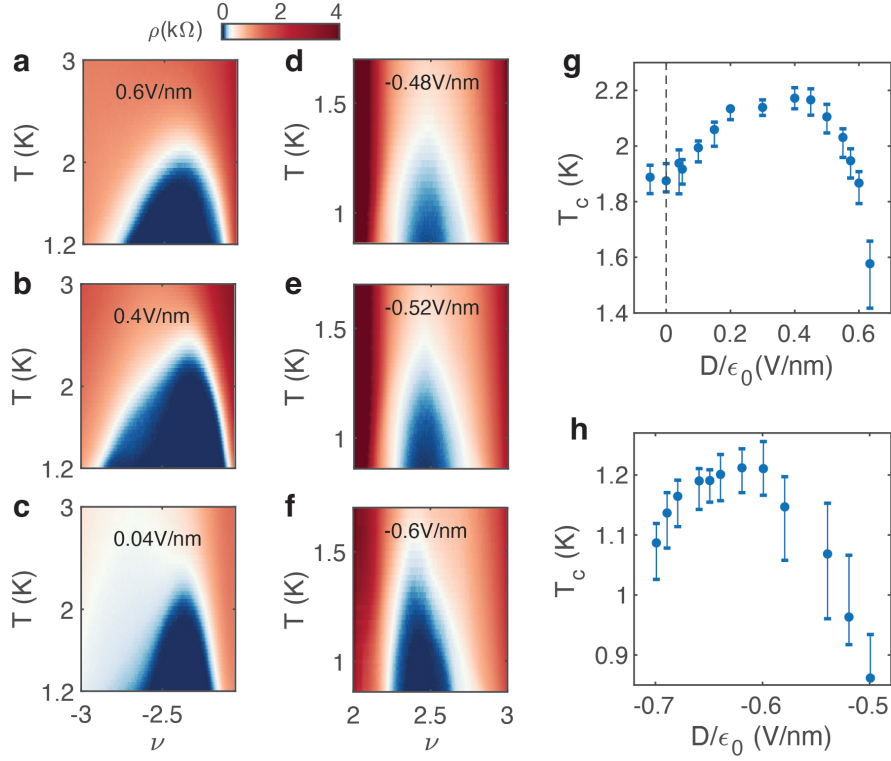 ρ(kΩ)
0 2 4
a
0.6V/nm
T (K)
3
2
1.2
b
0.4V/nm
T (K)
3
2
1.2
c
0.04V/nm
T (K)
3
2
1.2
-3 -2.5
ν
d
-0.48V/nm
T (K)
1.5
1
e
-0.52V/nm
T (K)
1.5
1
f
-0.6V/nm
T (K)
1.5
1
2 2.5 3
ν
g
Tc (K)
2.2
2
1.8
1.6
1.4
0 0.2 0.4 0.6
D/ϵ0(V/nm)
h
Tc (K)
1.2
1.1
1
0.9
-0.7 -0.6 -0.5
D/ϵ0 (V/nm)